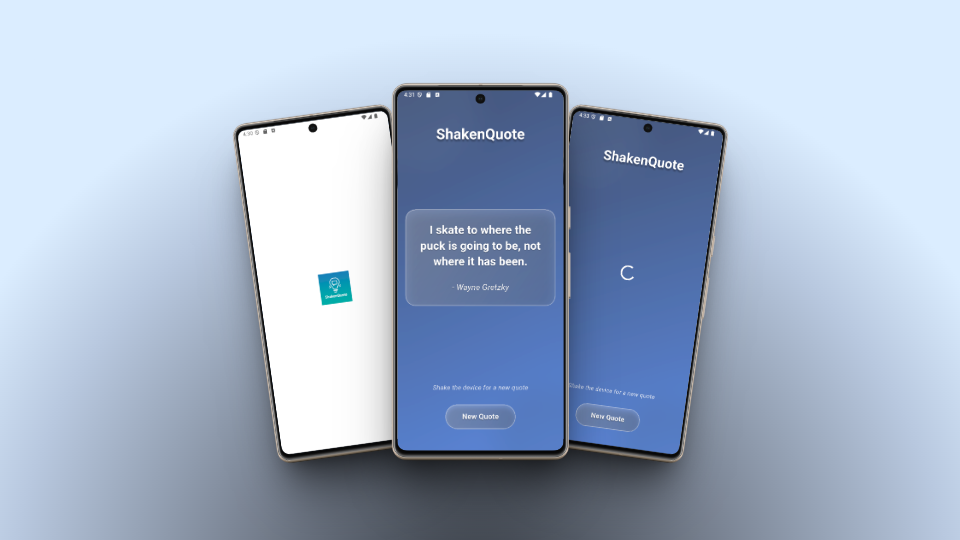 4:30
ShakenQuote
4:31
ShakenQuote
I skate to where the
puck is going to be, not
where it has been.
- Wayne Gretzky
Shake the device for a new quote
New Quote
4:30
ShakenQuote
Shake the device for a new quote
New Quote